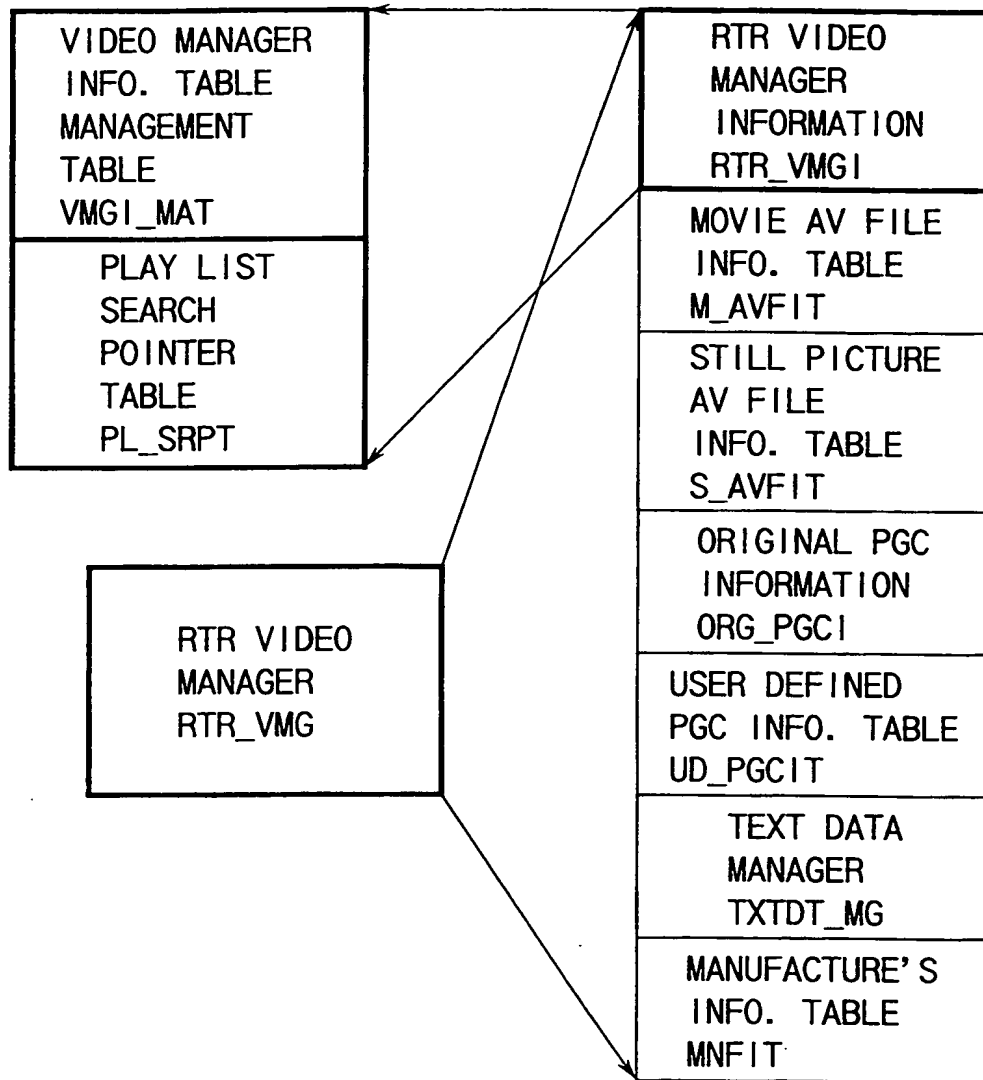 VIDEO MANAGER
INFO. TABLE
MANAGEMENT
TABLE
VMGI_MAT
PLAY LIST
SEARCH
POINTER
TABLE
PL_SRPT
RTR VIDEO
MANAGER
RTR_VMG
RTR VIDEO
MANAGER
INFORMATION
RTR_VMGI
MOVIE AV FILE
INFO. TABLE
M_AVFIT
STILL PICTURE
AV FILE
INFO. TABLE
S_AVFIT
ORIGINAL PGC
INFORMATION
ORG_PGCI
USER DEFINED
PGC INFO. TABLE
UD_PGCIT
TEXT DATA
MANAGER
TXTDT_MG
MANUFACTURE'S
INFO. TABLE
MNFIT